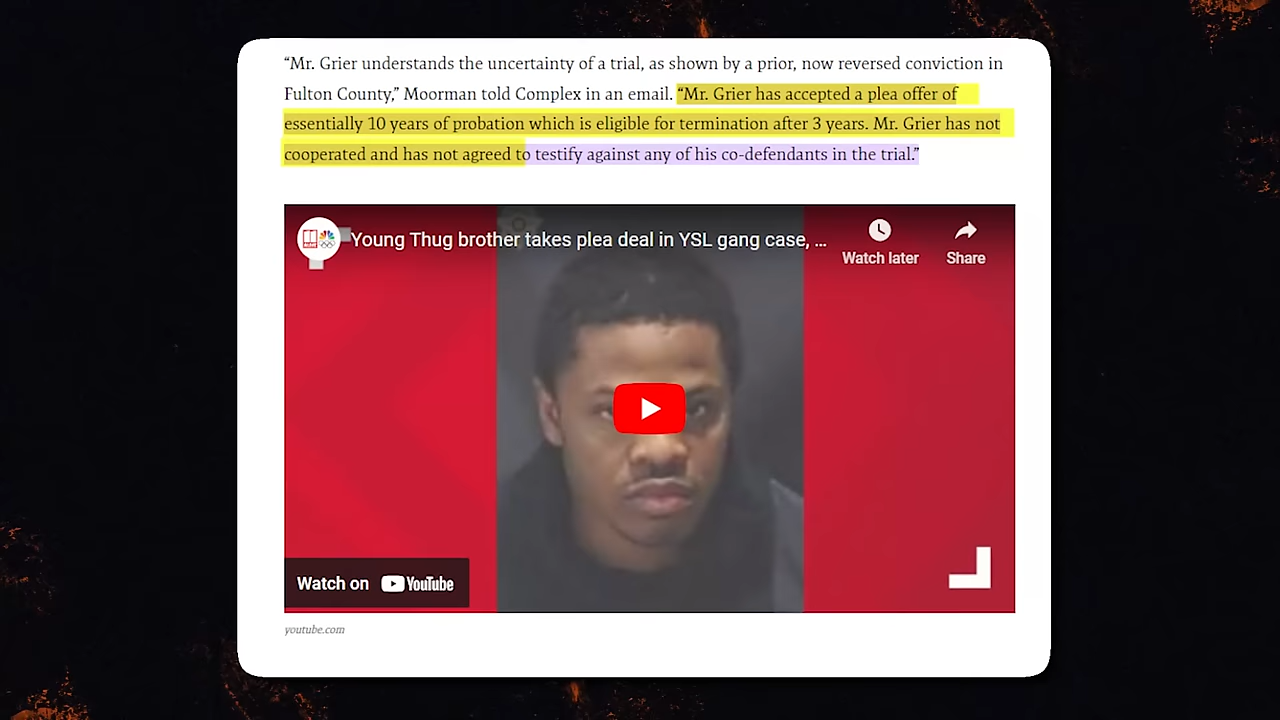 “Mr. Grier understands the uncertainty of a trial, as shown by a prior, now reversed conviction in
Fulton County,” Moorman told Complex in an email. “Mr. Grier has accepted a plea offer of
essentially 10 years of probation which is eligible for termination after 3 years. Mr. Grier has not
cooperated and has not agreed to testify against any of his co-defendants in the trial.”
Young Thug brother takes plea deal in YSL gang case, ...
Watch later
Share
Watch on YouTube
youtube.com